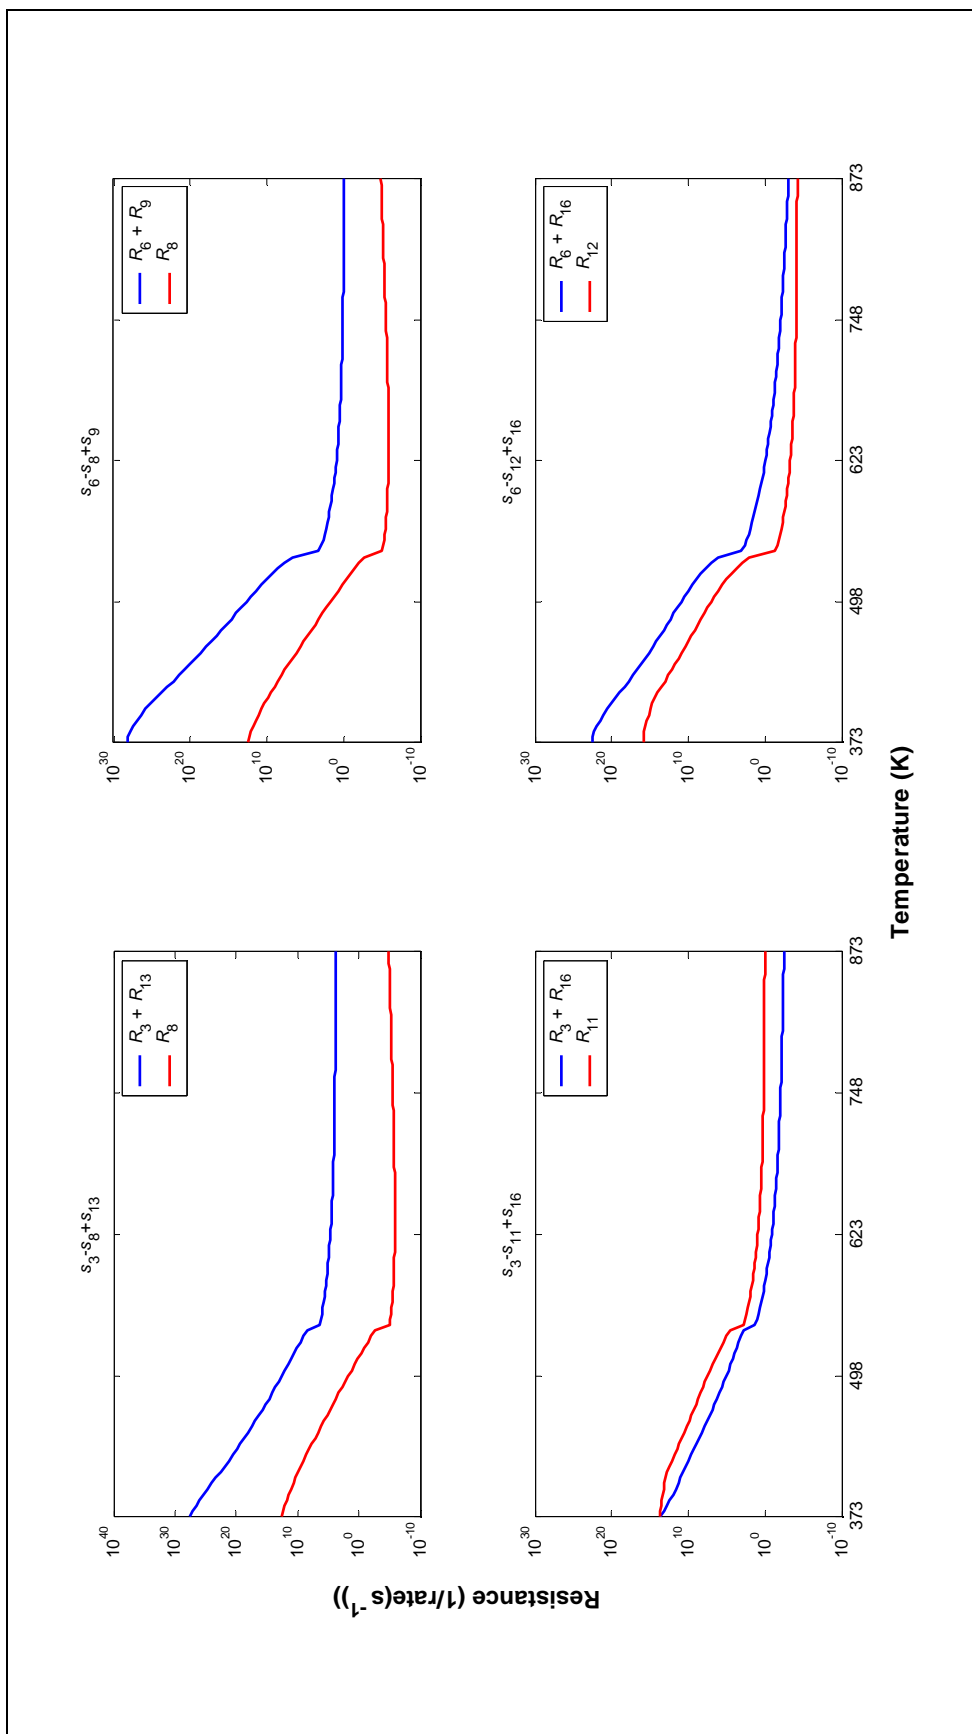 s3-s8+s13
10^40
10^30
10^20
10^10
10^0
10^-10
R3 + R13
R8
s6-s8+s9
10^30
10^20
10^10
10^0
10^-10
R6 + R9
R8
s3-s11+s16
10^30
10^20
10^10
10^0
10^-10
373
498
623
748
873
R3 + R16
R11
s6-s12+s16
10^30
10^20
10^10
10^0
10^-10
373
498
623
748
873
R6 + R16
R12
Resistance (1/rate(s^-1))
Temperature (K)